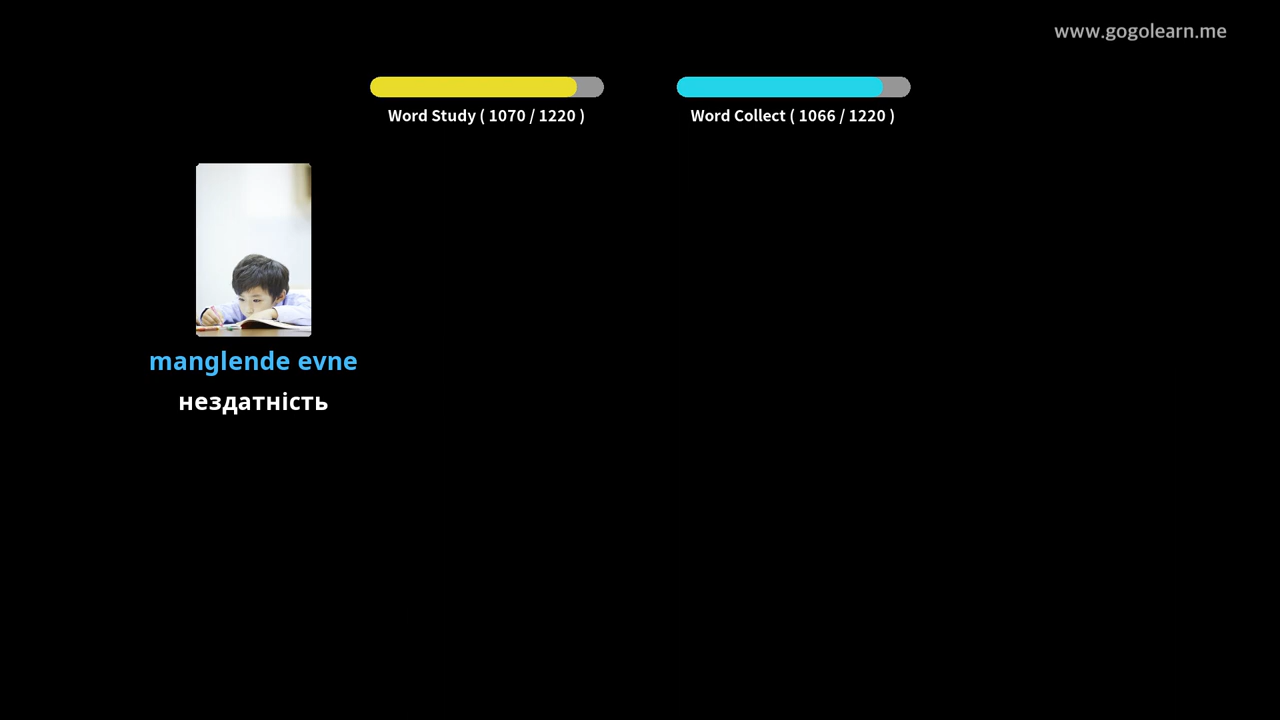 www.gogolearn.me
Word Study ( 1070 / 1220 )
Word Collect ( 1066 / 1220 )
manglende evne
нездатність